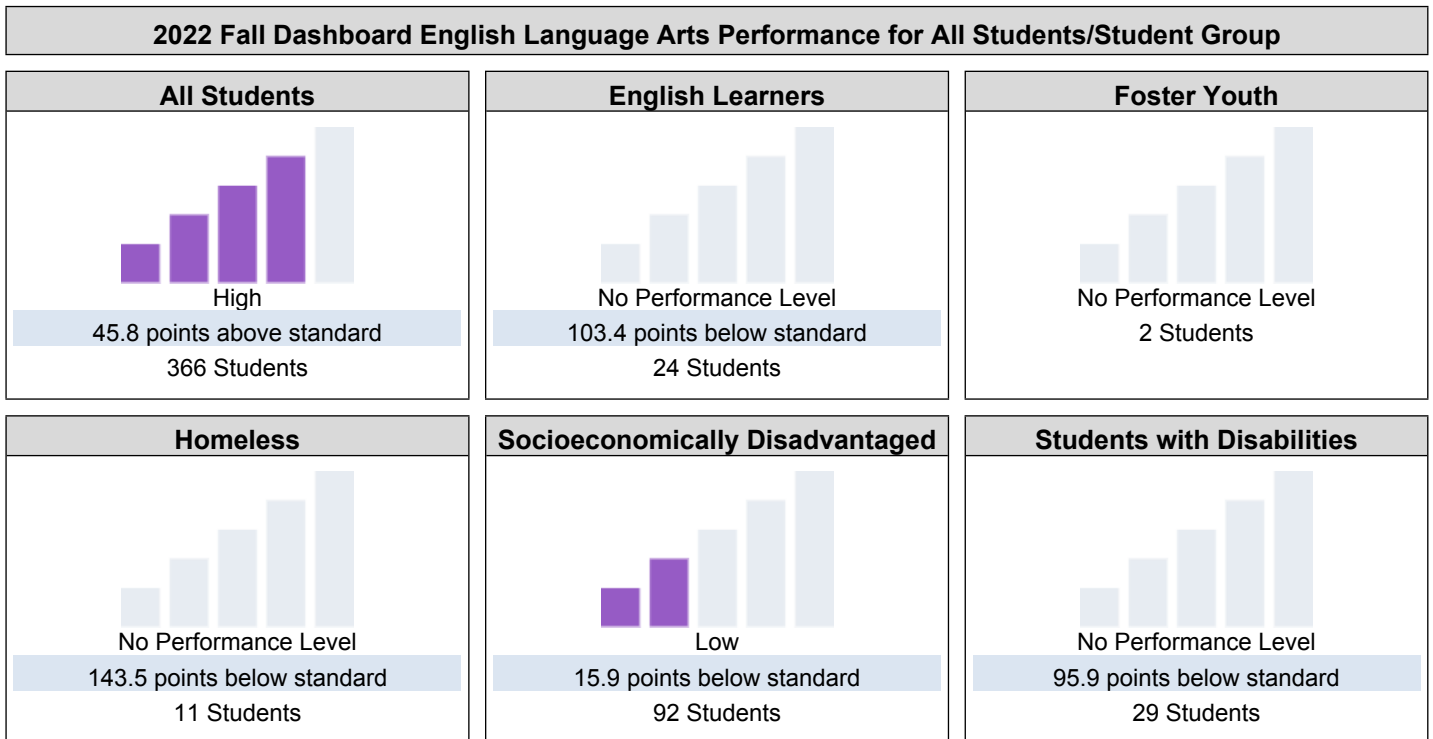 2022 Fall Dashboard English Language Arts Performance for All Students/Student Group
All Students
High
45.8 points above standard
366 Students
English Learners
No Performance Level
103.4 points below standard
24 Students
Foster Youth
No Performance Level
2 Students
Homeless
No Performance Level
143.5 points below standard
11 Students
Socioeconomically Disadvantaged
Low
15.9 points below standard
92 Students
Students with Disabilities
No Performance Level
95.9 points below standard
29 Students